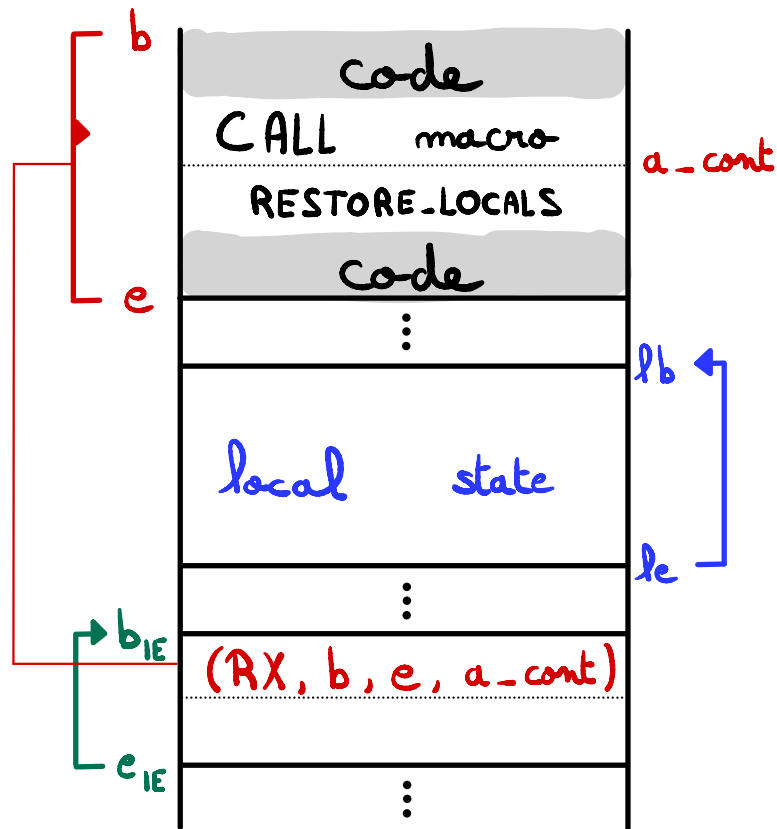 b
code
CALL macro
a_cont
RESTORE_LOCALS
code
e
lb
local state
le
b_IE
(RX, b, e, a_cont)
e_IE